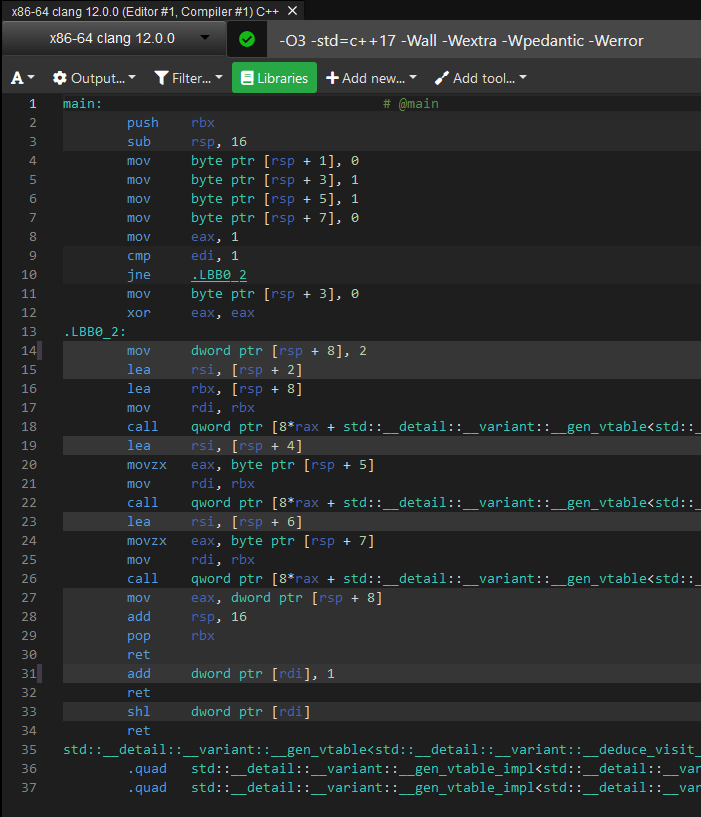 x86-64 clang 12.0.0 (Editor #1, Compiler #1) C++ ✕
x86-64 clang 12.0.0 -O3 -std=c++17 -Wall -Wextra -Wpedantic -Werror
A Output... Filter... Libraries + Add new... Add tool...
1 main: # @main
2 push rbx
3 sub rsp, 16
4 mov byte ptr [rsp + 1], 0
5 mov byte ptr [rsp + 3], 1
6 mov byte ptr [rsp + 5], 1
7 mov byte ptr [rsp + 7], 0
8 mov eax, 1
9 cmp edi, 1
10 jne .LBB0_2
11 mov byte ptr [rsp + 3], 0
12 xor eax, eax
13 .LBB0_2:
14 mov dword ptr [rsp + 8], 2
15 lea rsi, [rsp + 2]
16 lea rbx, [rsp + 8]
17 mov rdi, rbx
18 call qword ptr [8*rax + std::__detail::__variant::__gen_vtable<std::_
19 lea rsi, [rsp + 4]
20 movzx eax, byte ptr [rsp + 5]
21 mov rdi, rbx
22 call qword ptr [8*rax + std::__detail::__variant::__gen_vtable<std::_
23 lea rsi, [rsp + 6]
24 movzx eax, byte ptr [rsp + 7]
25 mov rdi, rbx
26 call qword ptr [8*rax + std::__detail::__variant::__gen_vtable<std::_
27 mov eax, dword ptr [rsp + 8]
28 add rsp, 16
29 pop rbx
30 ret
31 add dword ptr [rdi], 1
32 ret
33 shl dword ptr [rdi]
34 ret
35 std::__detail::__variant::__gen_vtable<std::__detail::__variant::__deduce_visit_
36 .quad std::__detail::__variant::__gen_vtable_impl<std::__detail::__var
37 .quad std::__detail::__variant::__gen_vtable_impl<std::__detail::__var